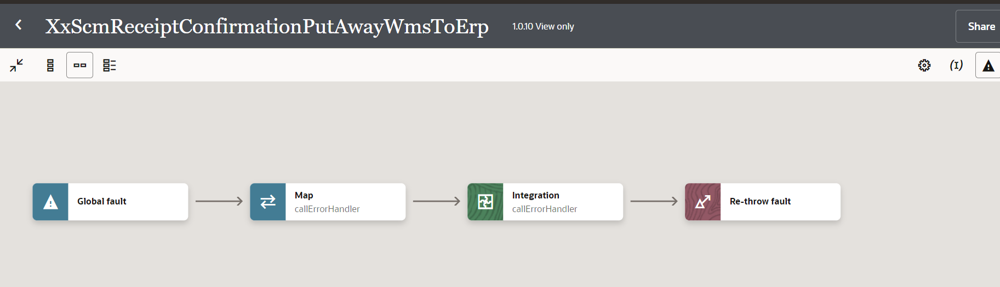 XxScmReceiptConfirmationPutAwayWmsToErp
1.0.10 View only
Share
(I)
Global fault
Map
callErrorHandler
Integration
callErrorHandler
Re-throw fault